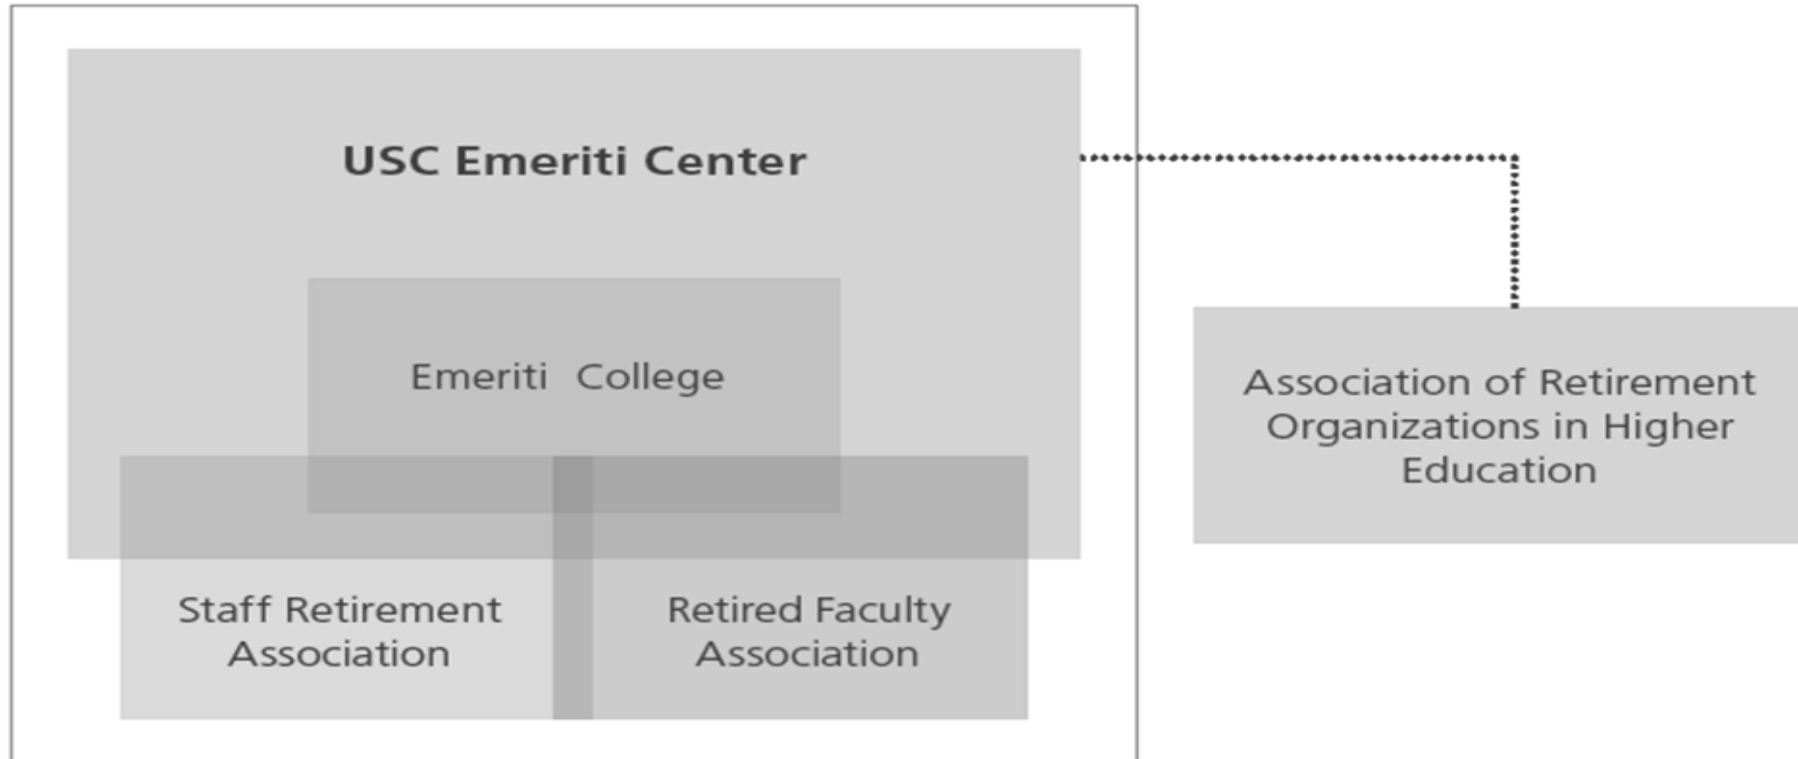 USC Emeriti Center
Emeriti College
Association of Retirement
Organizations in Higher
Education
Staff Retirement
Association
Retired Faculty
Association